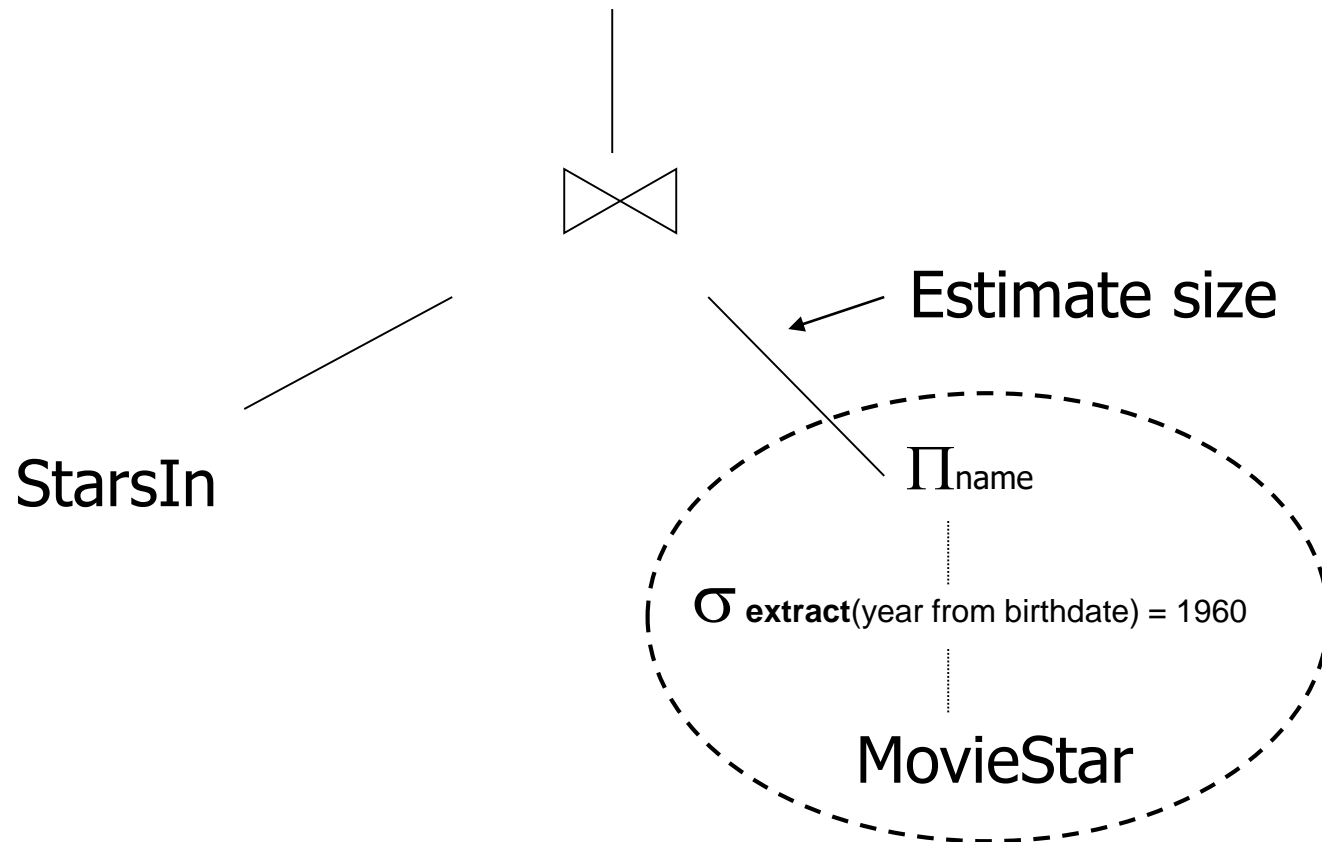 Estimate size
StarsIn
Πname
σ extract(year from birthdate) = 1960
MovieStar